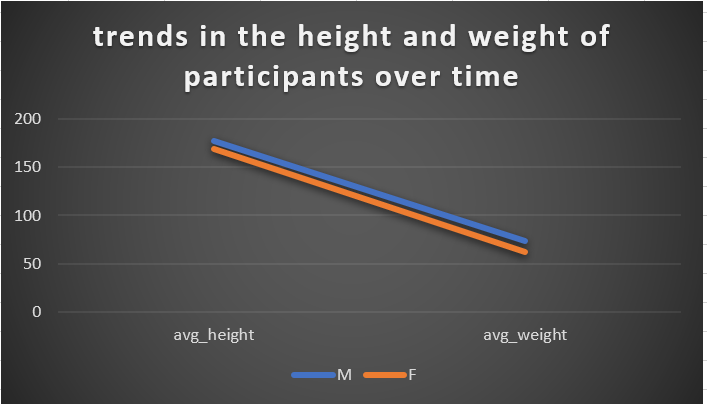 trends in the height and weight of
participants over time
200
150
100
50
0
avg_height avg_weight
M F